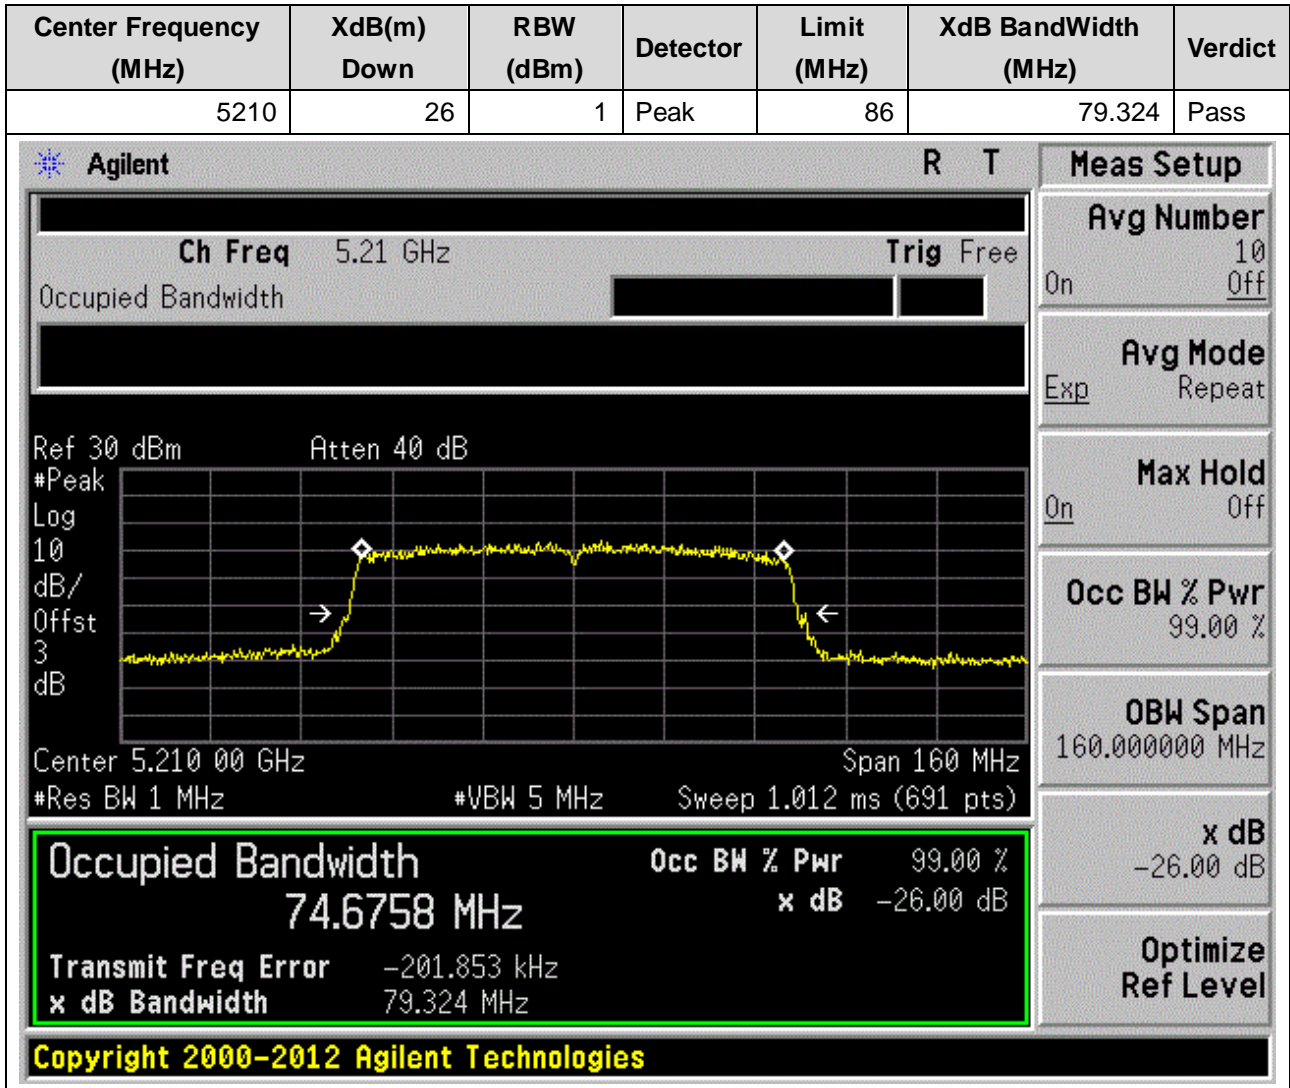 Center Frequency (MHz) XdB(m) Down RBW (dBm) Detector Limit (MHz) XdB BandWidth (MHz) Verdict
5210 26 1 Peak 86 79.324 Pass
Agilent R T
Ch Freq 5.21 GHz Trig Free
Occupied Bandwidth
Ref 30 dBm Atten 40 dB
#Peak
Log
10
dB/
Offst
3
dB
Center 5.210 00 GHz Span 160 MHz
#Res BW 1 MHz #VBW 5 MHz Sweep 1.012 ms (691 pts)
Occupied Bandwidth Occ BW % Pwr 99.00 %
74.6758 MHz x dB -26.00 dB
Transmit Freq Error -201.853 kHz
x dB Bandwidth 79.324 MHz
Copyright 2000-2012 Agilent Technologies
Meas Setup
Avg Number
10
On Off
Avg Mode
Exp Repeat
Max Hold
On Off
Occ BW % Pwr
99.00 %
OBW Span
160.000000 MHz
x dB
-26.00 dB
Optimize
Ref Level